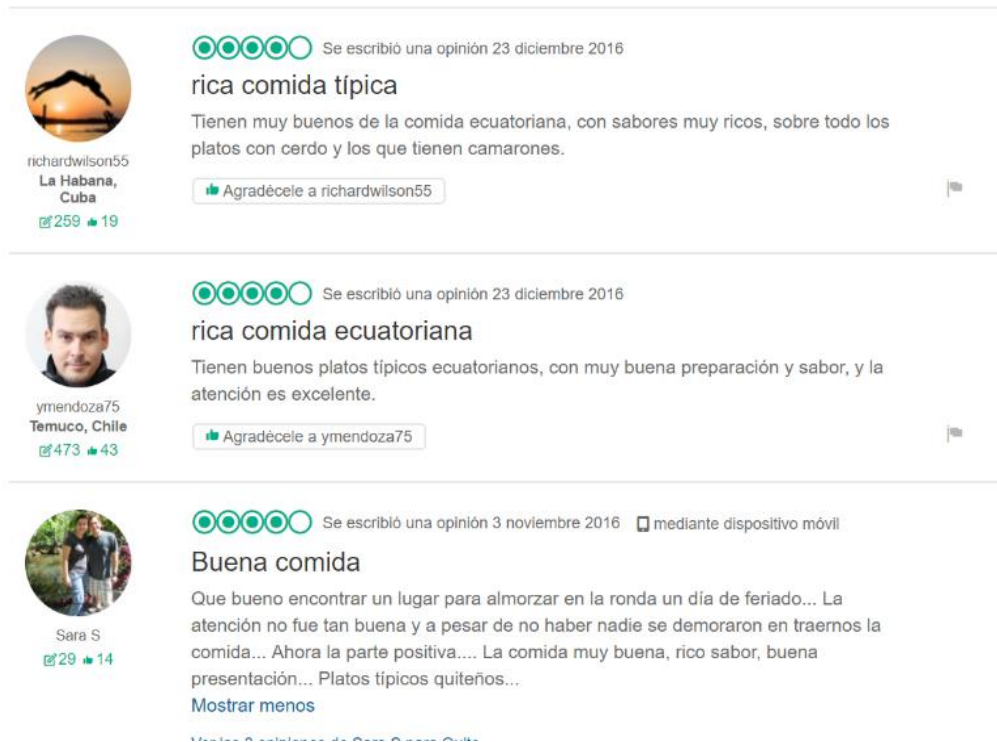 Se escribió una opinión 23 diciembre 2016
rica comida típica
Tienen muy buenos de la comida ecuatoriana, con sabores muy ricos, sobre todo los
platos con cerdo y los que tienen camarones.
richardwilson55
La Habana,
Cuba
259 19
Agradécele a richardwilson55
Se escribió una opinión 23 diciembre 2016
rica comida ecuatoriana
Tienen buenos platos típicos ecuatorianos, con muy buena preparación y sabor, y la
atención es excelente.
ymendoza75
Temuco, Chile
473 43
Agradécele a ymendoza75
Se escribió una opinión 3 noviembre 2016 mediante dispositivo móvil
Buena comida
Que bueno encontrar un lugar para almorzar en la ronda un día de feriado... La
atención no fue tan buena y a pesar de no haber nadie se demoraron en traernos la
comida... Ahora la parte positiva.... La comida muy buena, rico sabor, buena
presentación... Platos típicos quiteños...
Sara S
29 14
Mostrar menos